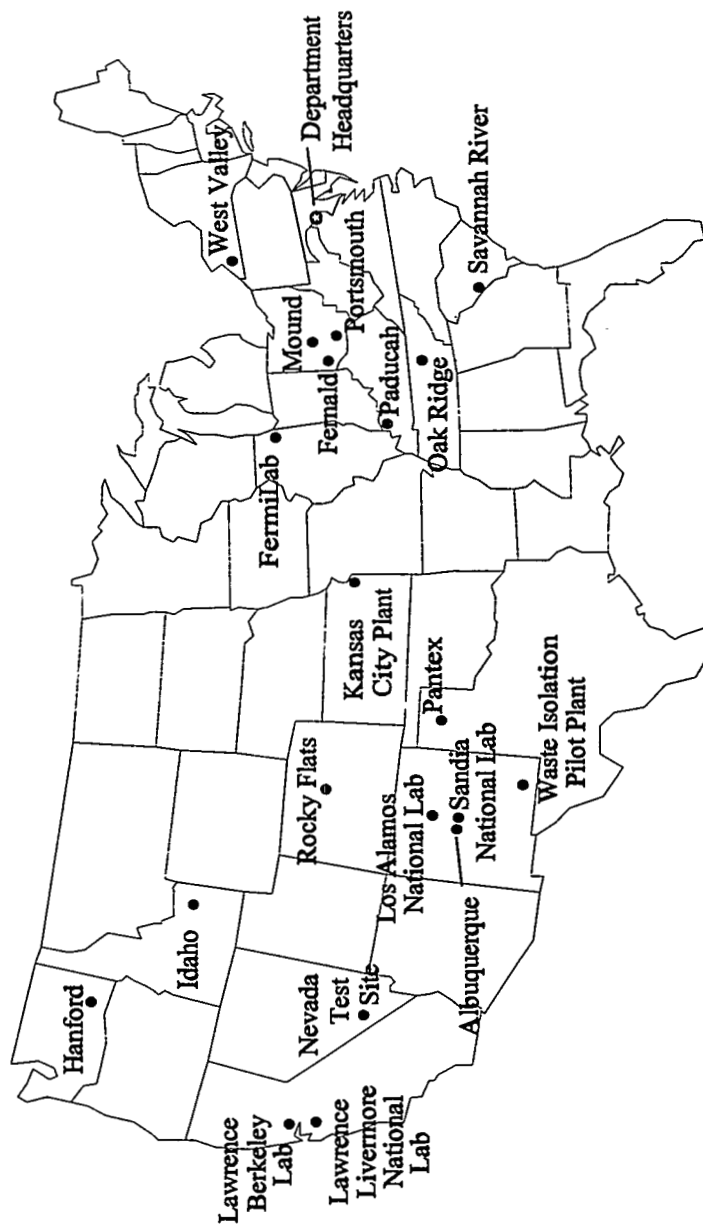 Hanford
Idaho
Lawrence
Berkeley
Lab
Lawrence
Livermore
National
Lab
Nevada
Test
Site
Rocky Flats
Los Alamos
National Lab
Sandia
National Lab
Albuquerque
Waste Isolation
Pilot Plant
Pantex
Kansas
City Plant
FermiLab
Mound
Fernald
Portsmouth
Paducah
Oak Ridge
West Valley
Department
Headquarters
Savannah River